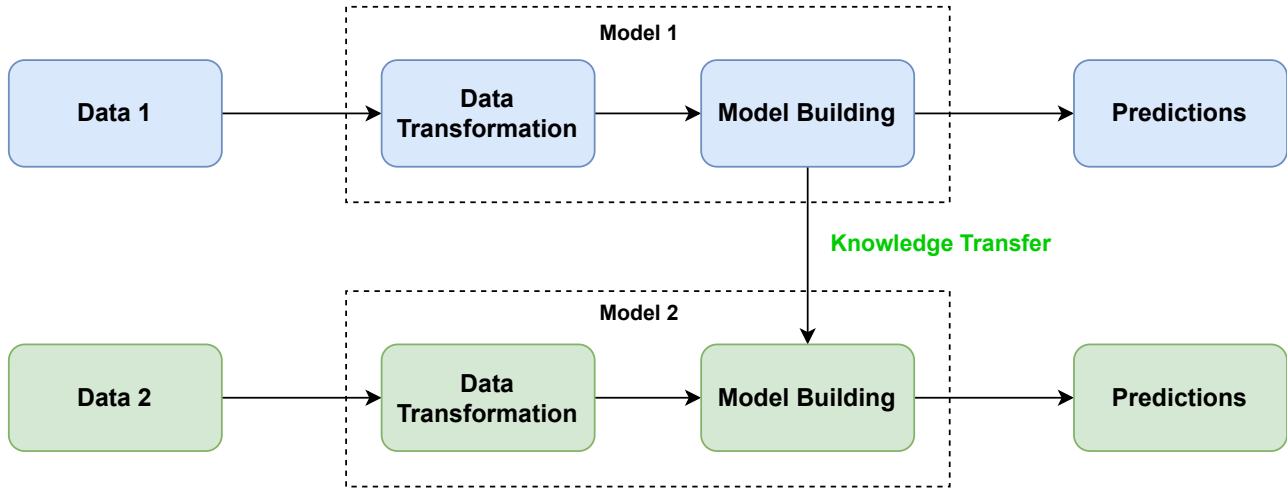 Model 1
Data 1
Data
Transformation
Model Building
Predictions
Knowledge Transfer
Model 2
Data 2
Data
Transformation
Model Building
Predictions